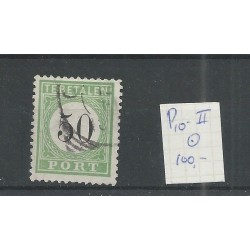 TE BETALEN
50
PORT
P10-II
⊙
100,-